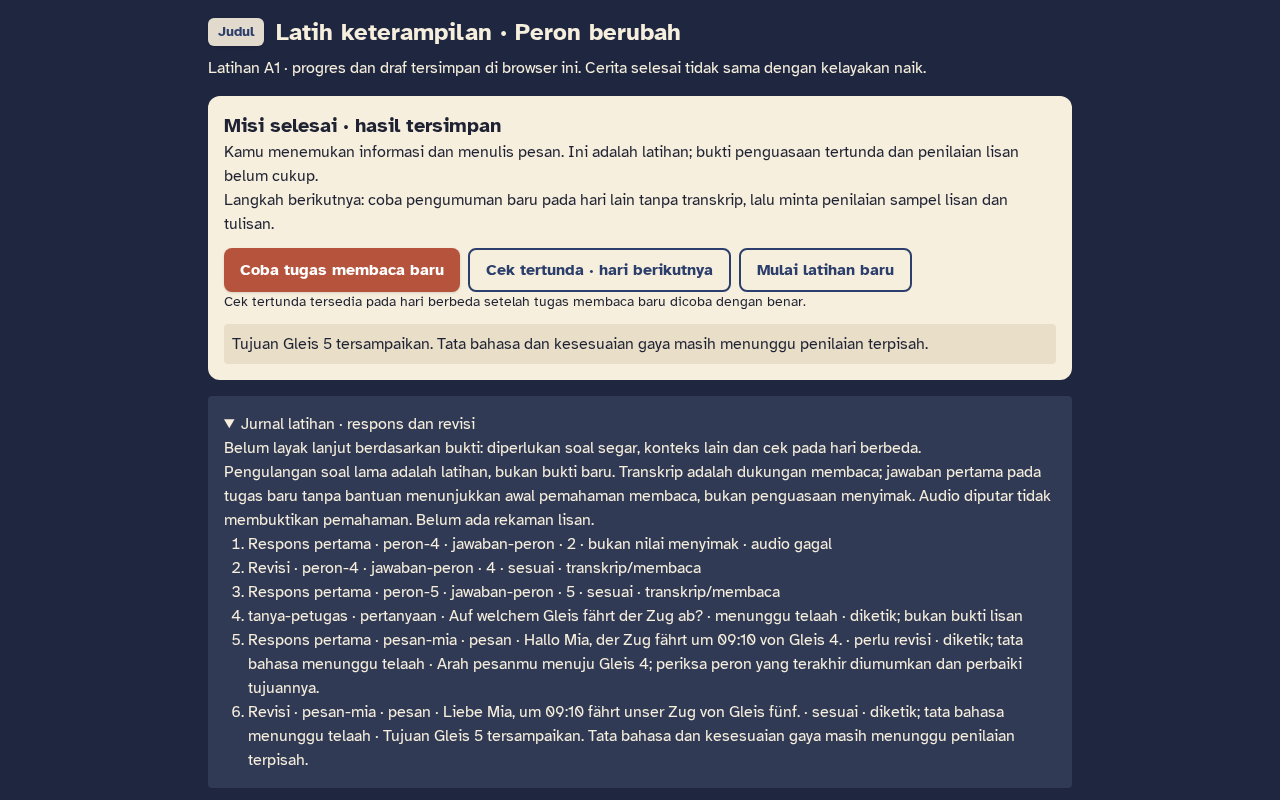 Judul
Latih keterampilan · Peron berubah
Latihan A1 · progres dan draf tersimpan di browser ini. Cerita selesai tidak sama dengan kelayakan naik.
Misi selesai · hasil tersimpan
Kamu menemukan informasi dan menulis pesan. Ini adalah latihan; bukti penguasaan tertunda dan penilaian lisan
belum cukup.
Langkah berikutnya: coba pengumuman baru pada hari lain tanpa transkrip, lalu minta penilaian sampel lisan dan
tulisan.
Coba tugas membaca baru
Cek tertunda · hari berikutnya
Mulai latihan baru
Cek tertunda tersedia pada hari berbeda setelah tugas membaca baru dicoba dengan benar.
Tujuan Gleis 5 tersampaikan. Tata bahasa dan kesesuaian gaya masih menunggu penilaian terpisah.
▼ Jurnal latihan · respons dan revisi
Belum layak lanjut berdasarkan bukti: diperlukan soal segar, konteks lain dan cek pada hari berbeda.
Pengulangan soal lama adalah latihan, bukan bukti baru. Transkrip adalah dukungan membaca; jawaban pertama pada
tugas baru tanpa bantuan menunjukkan awal pemahaman membaca, bukan penguasaan menyimak. Audio diputar tidak
membuktikan pemahaman. Belum ada rekaman lisan.
1. Respons pertama · peron-4 · jawaban-peron · 2 · bukan nilai menyimak · audio gagal
2. Revisi · peron-4 · jawaban-peron · 4 · sesuai · transkrip/membaca
3. Respons pertama · peron-5 · jawaban-peron · 5 · sesuai · transkrip/membaca
4. tanya-petugas · pertanyaan · Auf welchem Gleis fährt der Zug ab? · menunggu telaah · diketik; bukan bukti lisan
5. Respons pertama · pesan-mia · pesan · Hallo Mia, der Zug fährt um 09:10 von Gleis 4. · perlu revisi · diketik; tata
bahasa menunggu telaah · Arah pesanmu menuju Gleis 4; periksa peron yang terakhir diumumkan dan perbaiki
tujuannya.
6. Revisi · pesan-mia · pesan · Liebe Mia, um 09:10 fährt unser Zug von Gleis fünf. · sesuai · diketik; tata bahasa
menunggu telaah · Tujuan Gleis 5 tersampaikan. Tata bahasa dan kesesuaian gaya masih menunggu penilaian
terpisah.